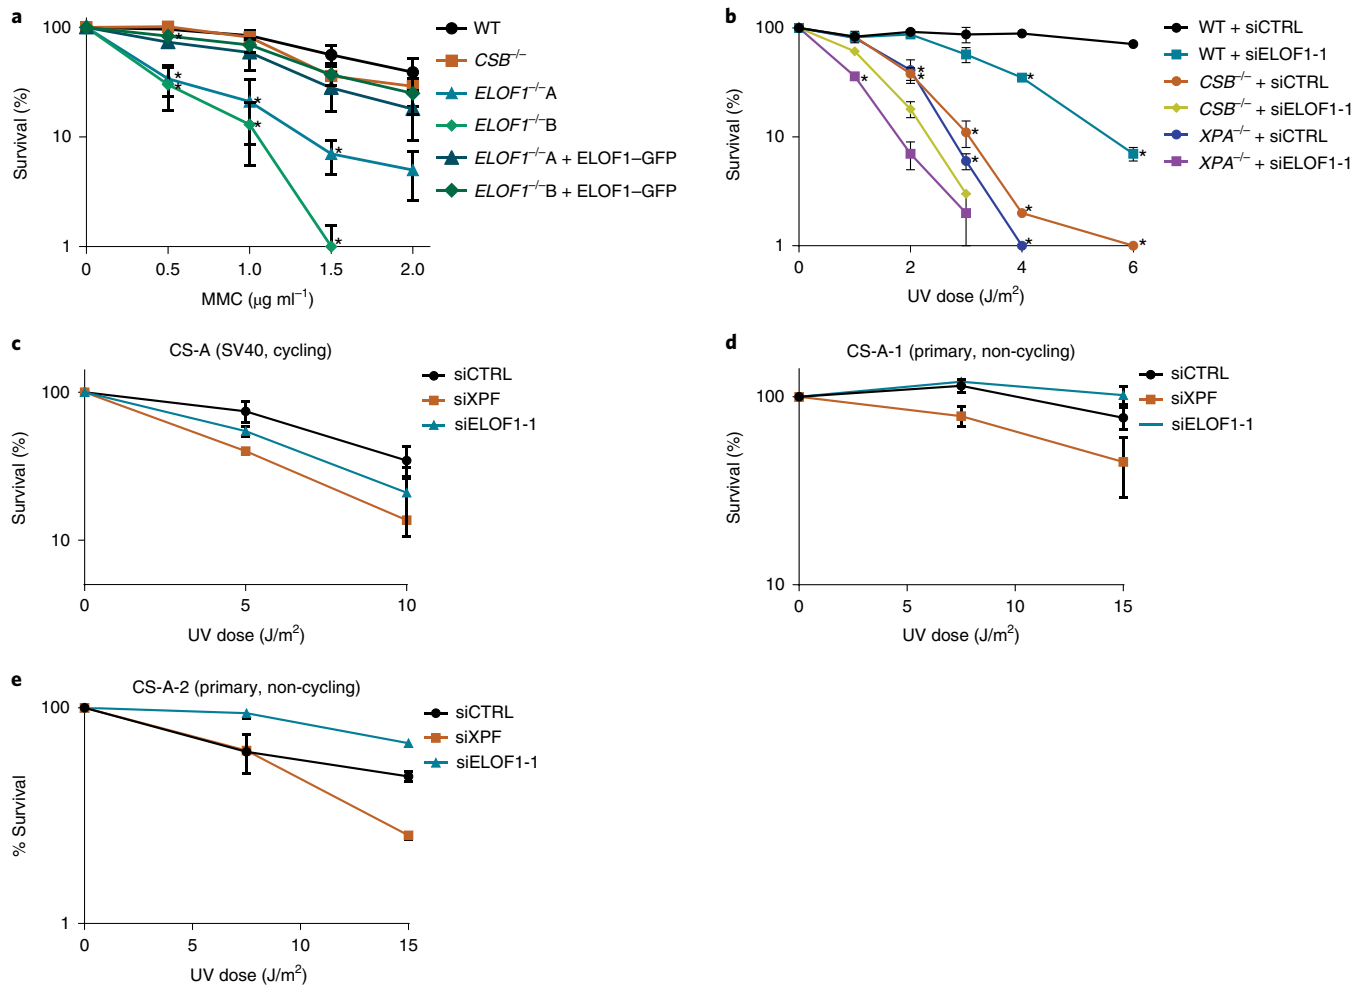 a
Survival (%)
100
10
1
0
0.5
1.0
1.5
2.0
MMC (μg ml⁻¹)
*
*
*
*
*
*
*
WT
CSB⁻/⁻
ELOF1⁻/⁻A
ELOF1⁻/⁻B
ELOF1⁻/⁻A + ELOF1–GFP
ELOF1⁻/⁻B + ELOF1–GFP
b
Survival (%)
100
10
1
0
2
4
6
UV dose (J/m²)
*
*
*
*
*
*
*
*
*
*
WT + siCTRL
WT + siELOF1-1
CSB⁻/⁻ + siCTRL
CSB⁻/⁻ + siELOF1-1
XPA⁻/⁻ + siCTRL
XPA⁻/⁻ + siELOF1-1
c
CS-A (SV40, cycling)
Survival (%)
100
10
0
5
10
UV dose (J/m²)
siCTRL
siXPF
siELOF1-1
d
CS-A-1 (primary, non-cycling)
Survival (%)
100
10
0
5
10
15
UV dose (J/m²)
siCTRL
siXPF
siELOF1-1
e
CS-A-2 (primary, non-cycling)
% Survival
100
1
0
5
10
15
UV dose (J/m²)
siCTRL
siXPF
siELOF1-1